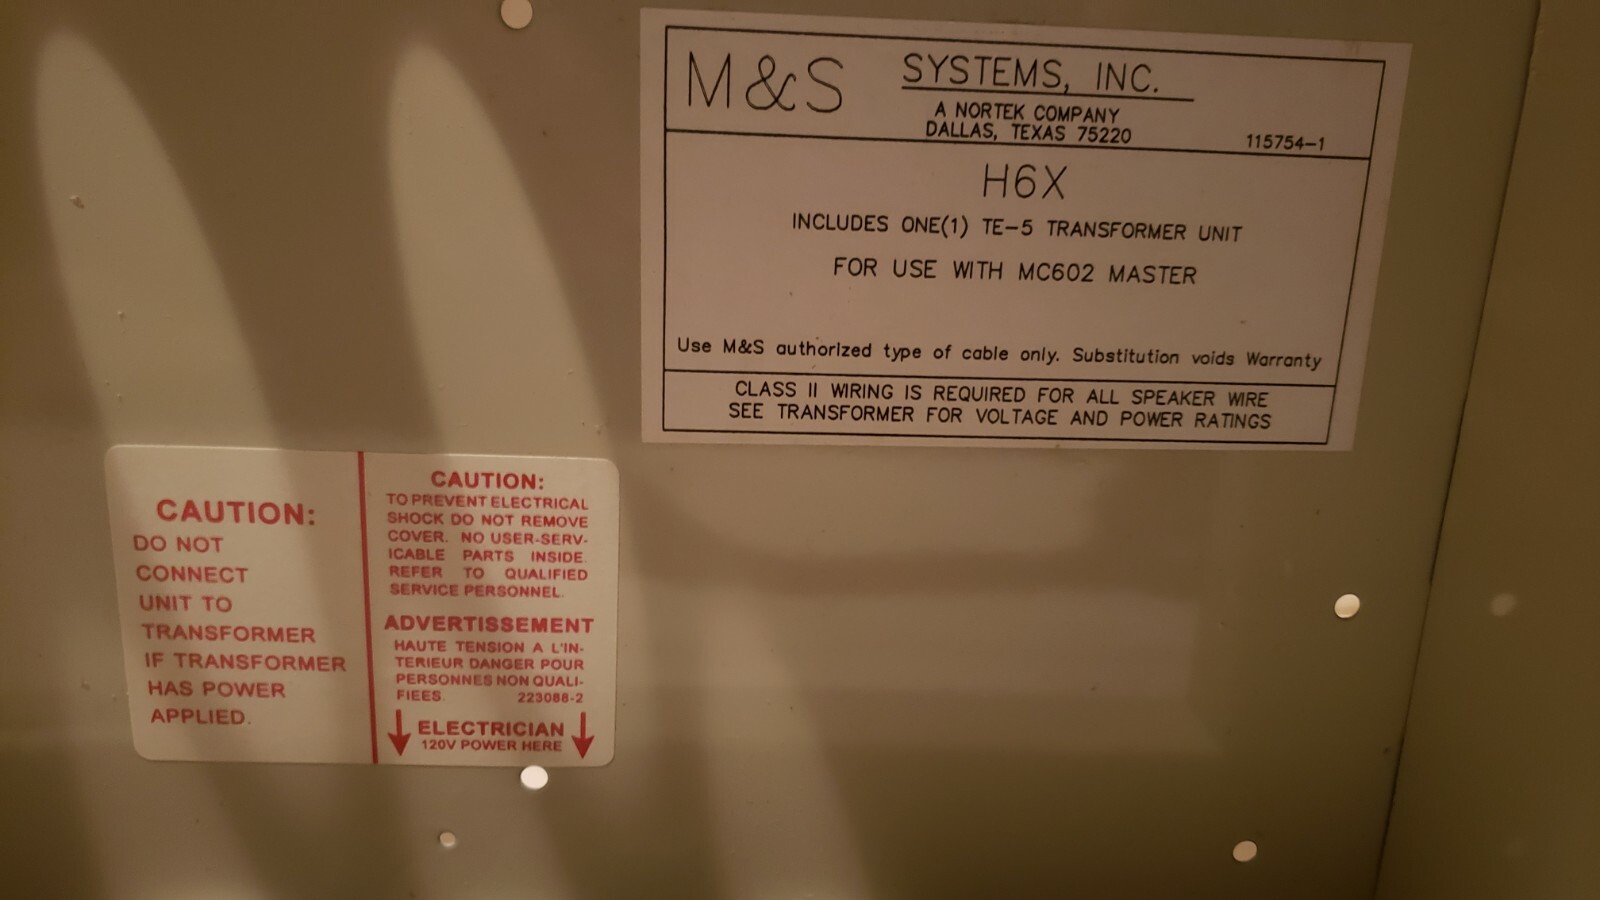 M&S SYSTEMS, INC.
A NORTEK COMPANY
DALLAS, TEXAS 75220
115754-1
H6X
INCLUDES ONE(1) TE-5 TRANSFORMER UNIT
FOR USE WITH MC602 MASTER
Use M&S authorized type of cable only. Substitution voids Warranty
CLASS II WIRING IS REQUIRED FOR ALL SPEAKER WIRE
SEE TRANSFORMER FOR VOLTAGE AND POWER RATINGS
CAUTION:
DO NOT
CONNECT
UNIT TO
TRANSFORMER
IF TRANSFORMER
HAS POWER
APPLIED.
CAUTION:
TO PREVENT ELECTRICAL
SHOCK DO NOT REMOVE
COVER. NO USER-SERV-
ICABLE PARTS INSIDE.
REFER TO QUALIFIED
SERVICE PERSONNEL.
ADVERTISSEMENT
HAUTE TENSION A L'IN-
TERIEUR DANGER POUR
PERSONNES NON QUALI-
FIEES. 223088-2
ELECTRICIAN
120V POWER HERE